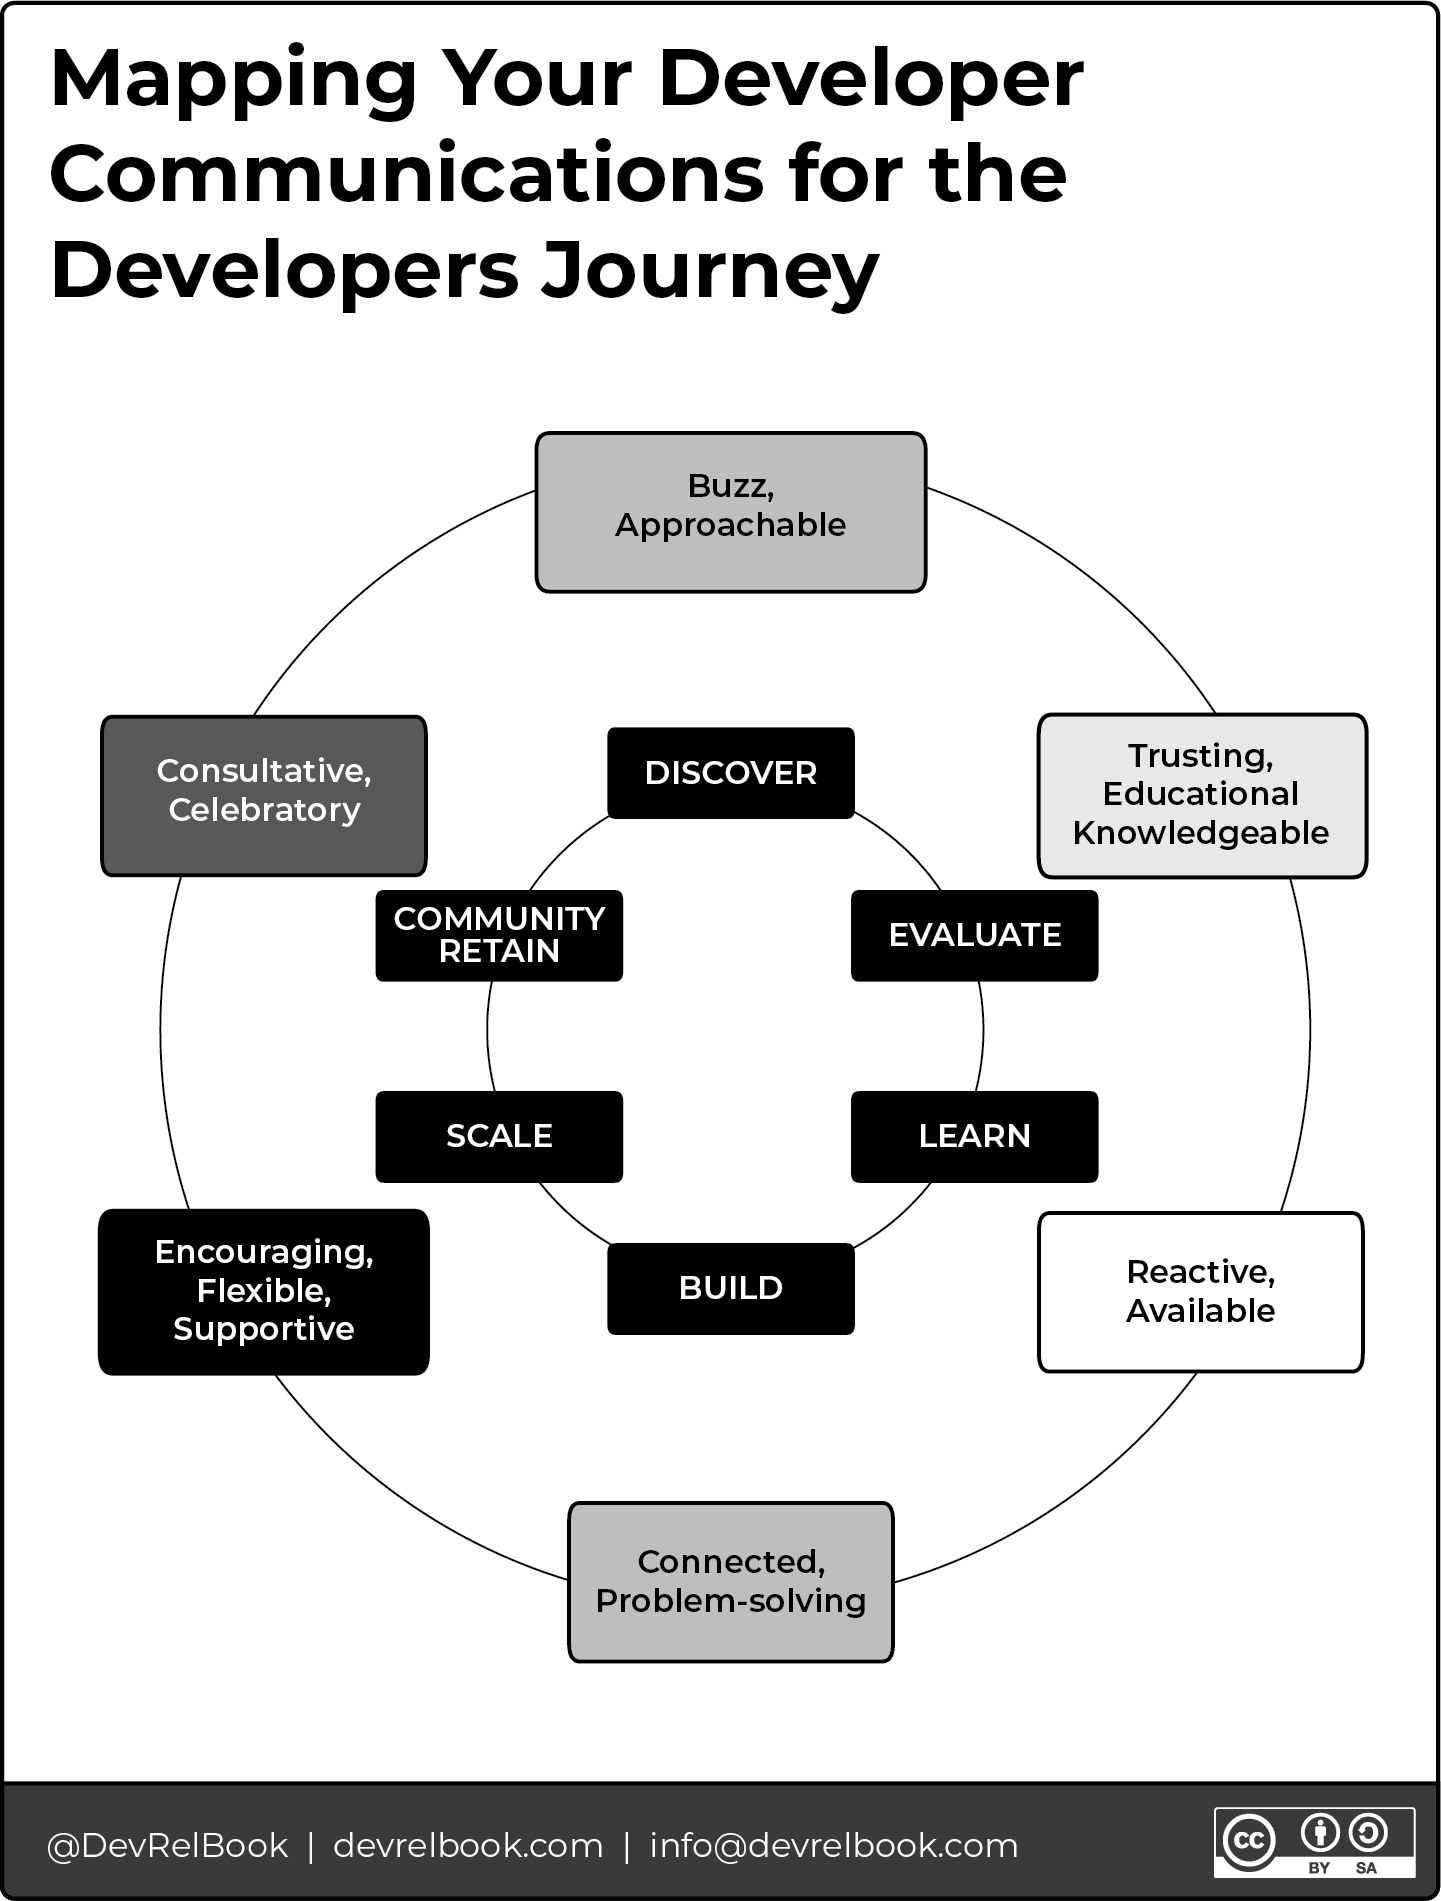 Mapping Your Developer
Communications for the
Developers Journey
Buzz,
Approachable
Consultative,
Celebratory
DISCOVER
Trusting,
Educational
Knowledgeable
COMMUNITY
RETAIN
EVALUATE
SCALE
LEARN
Encouraging,
Flexible,
Supportive
BUILD
Reactive,
Available
Connected,
Problem-solving
@DevRelBook | devrelbook.com | info@devrelbook.com
cc
BY SA